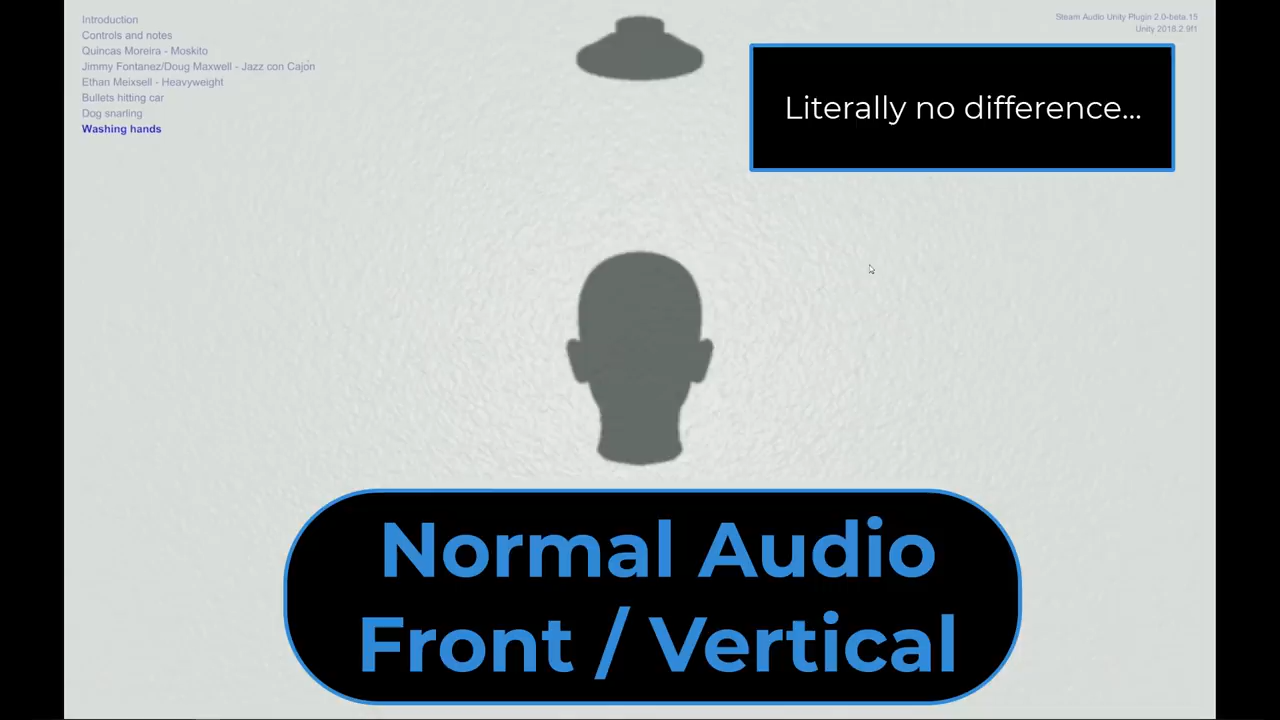 Introduction
Controls and notes
Quincas Moreira - Moskito
Jimmy Fontanez/Doug Maxwell - Jazz con Cajón
Ethan Meixsell - Heavyweight
Bullets hitting car
Dog snarling
Washing hands
Steam Audio Unity Plugin 2.0-beta.15
Unity 2018.2.9f1
Literally no difference...
Normal Audio
Front / Vertical